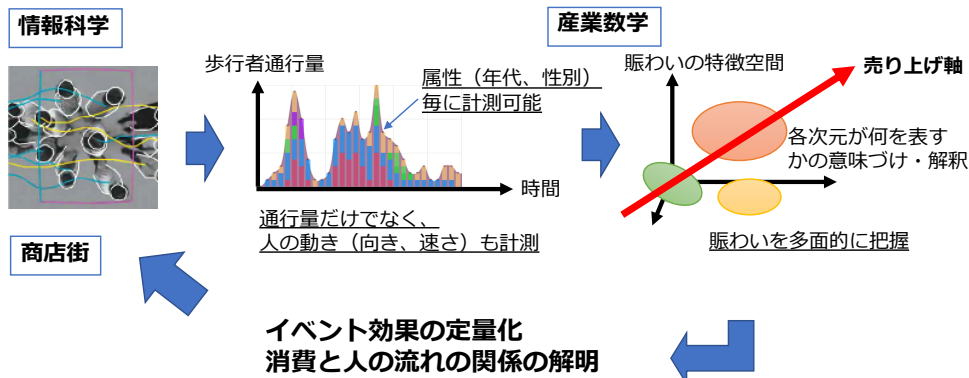 情報科学
歩行者通行量
属性（年代、性別）
毎に計測可能
時間
通行量だけでなく、
人の動き（向き、速さ）も計測
産業数学
賑わいの特徴空間
売り上げ軸
各次元が何を表す
かの意味づけ・解釈
賑わいを多面的に把握
商店街
イベント効果の定量化
消費と人の流れの関係の解明